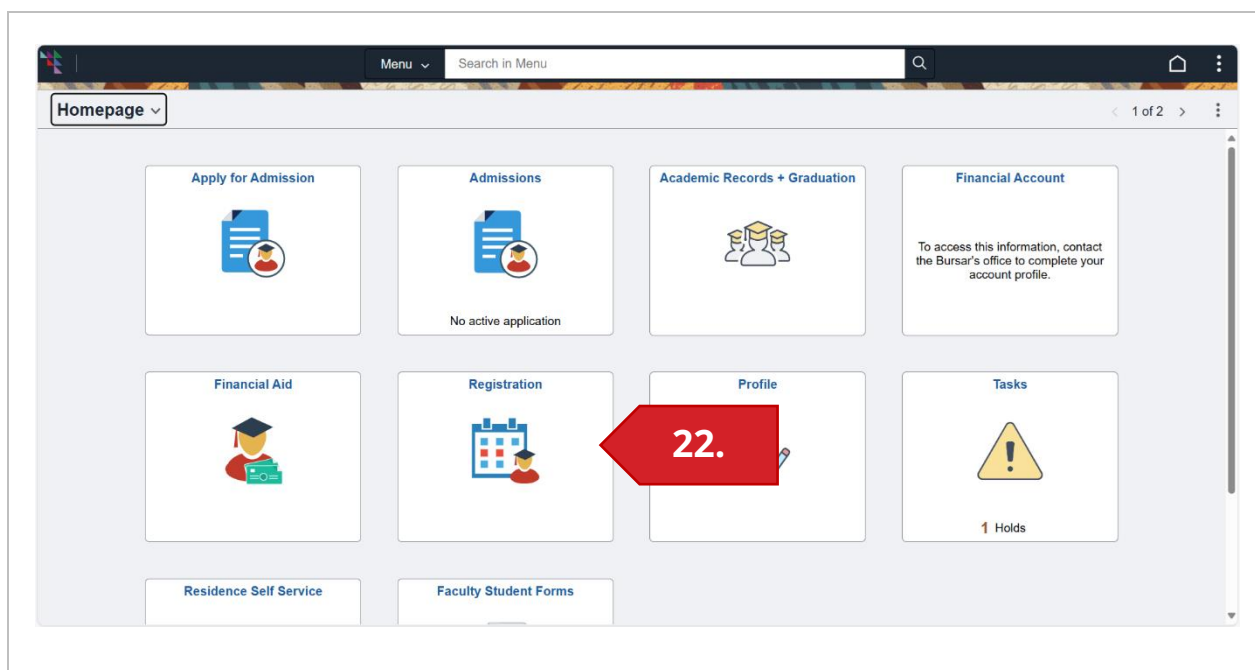 Menu
Search in Menu
Homepage
1 of 2
Apply for Admission
Admissions
No active application
Academic Records + Graduation
Financial Account
To access this information, contact
the Bursar's office to complete your
account profile.
Financial Aid
Registration
22.
Profile
Tasks
1 Holds
Residence Self Service
Faculty Student Forms